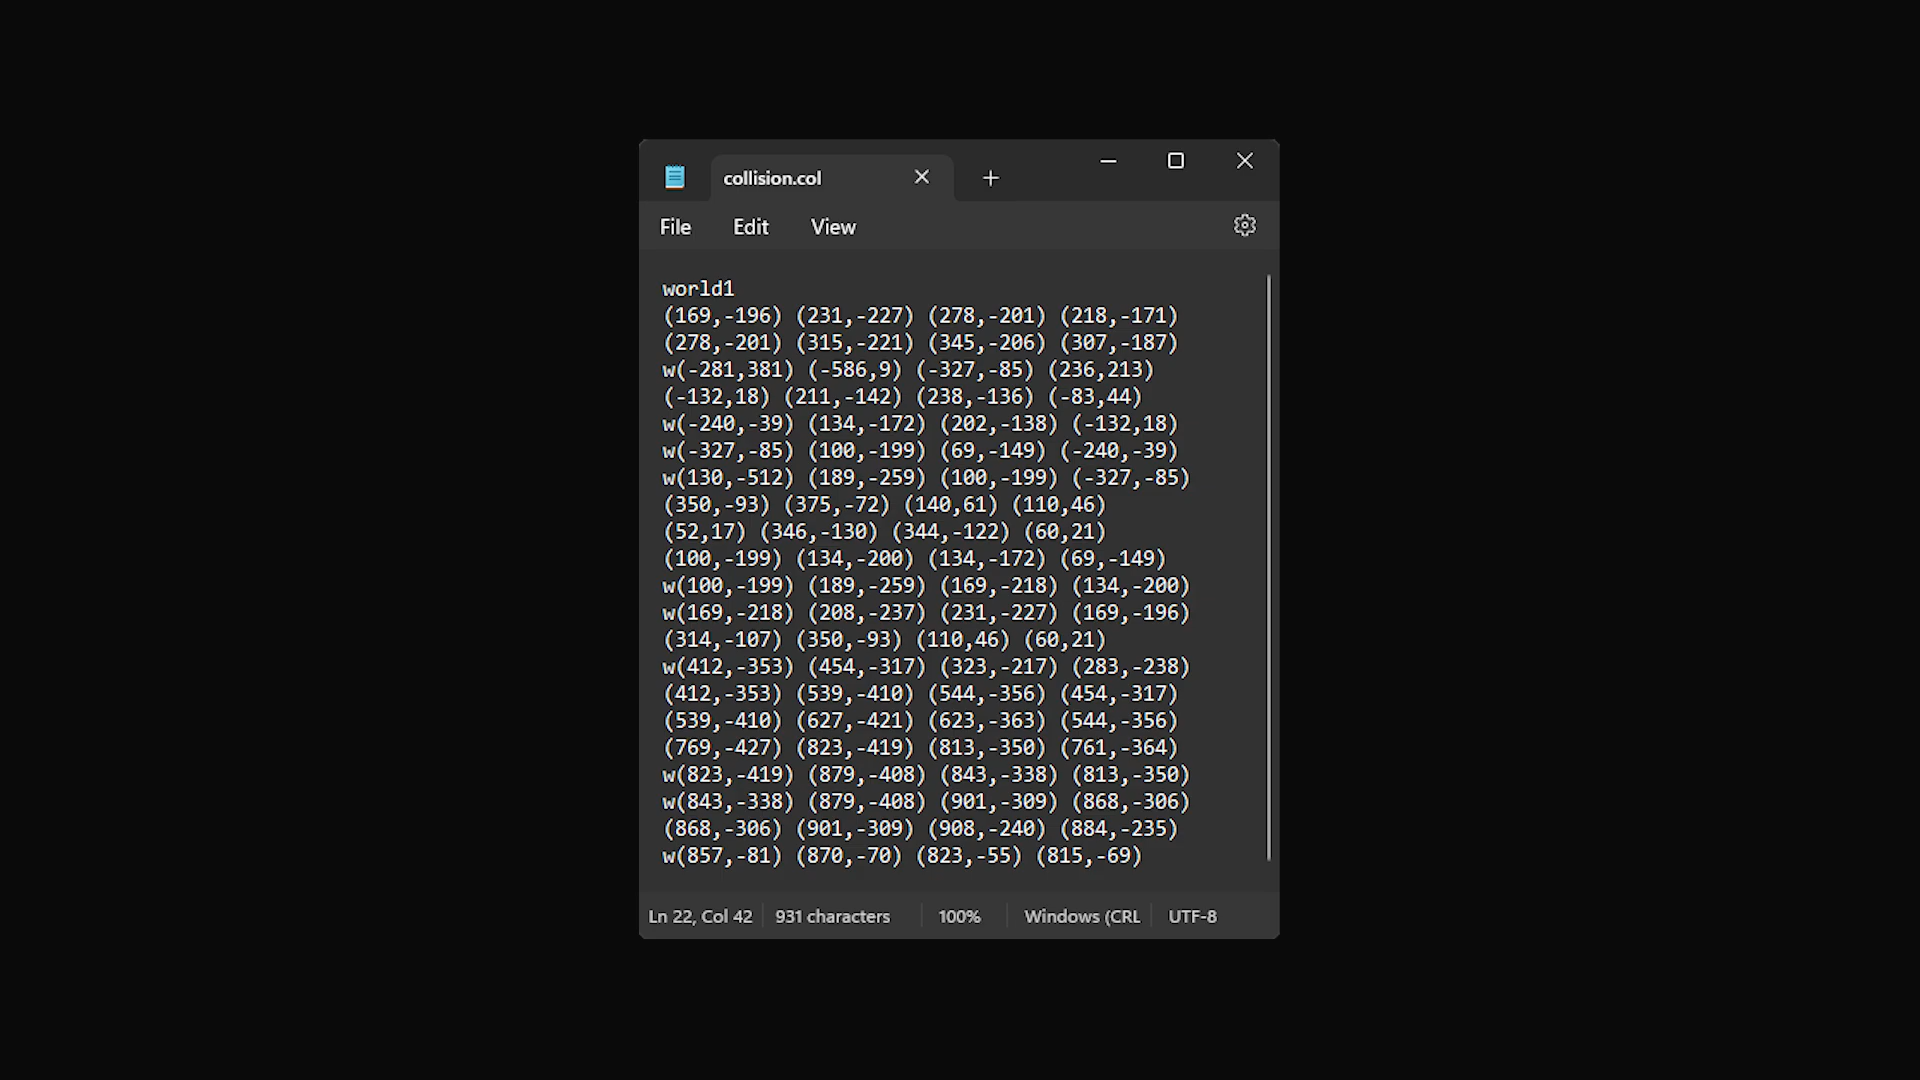 collision.col
File Edit View
world1
(169,-196) (231,-227) (278,-201) (218,-171)
(278,-201) (315,-221) (345,-206) (307,-187)
w(-281,381) (-586,9) (-327,-85) (236,213)
(-132,18) (211,-142) (238,-136) (-83,44)
w(-240,-39) (134,-172) (202,-138) (-132,18)
w(-327,-85) (100,-199) (69,-149) (-240,-39)
w(130,-512) (189,-259) (100,-199) (-327,-85)
(350,-93) (375,-72) (140,61) (110,46)
(52,17) (346,-130) (344,-122) (60,21)
(100,-199) (134,-200) (134,-172) (69,-149)
w(100,-199) (189,-259) (169,-218) (134,-200)
w(169,-218) (208,-237) (231,-227) (169,-196)
(314,-107) (350,-93) (110,46) (60,21)
w(412,-353) (454,-317) (323,-217) (283,-238)
(412,-353) (539,-410) (544,-356) (454,-317)
(539,-410) (627,-421) (623,-363) (544,-356)
(769,-427) (823,-419) (813,-350) (761,-364)
w(823,-419) (879,-408) (843,-338) (813,-350)
w(843,-338) (879,-408) (901,-309) (868,-306)
(868,-306) (901,-309) (908,-240) (884,-235)
w(857,-81) (870,-70) (823,-55) (815,-69)
Ln 22, Col 42 931 characters 100% Windows (CRL UTF-8